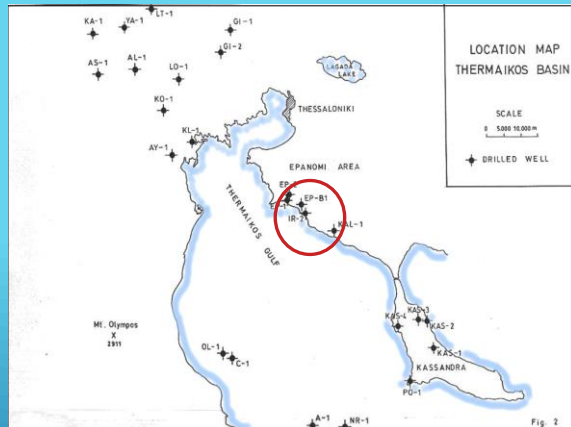 LT-1
KA-1
YA-1
GI-1
GI-2
AS-1
AL-1
LO-1
KO-1
KL-1
AY-1
LAGADA
LAKE
THESSALONIKI
LOCATION MAP
THERMAIKOS BASIN
SCALE
0 5.000 10.000 m
DRILLED WELL
EPANOMI AREA
EP-B1
IR-2
KAL-1
THERMAIKOS
GULF
Mt. Olympos
X
2911
OL-1
C-1
KAS-4
KAS-3
KAS-2
KAS-1
KASSANDRA
PO-1
A-1
NR-1
Fig. 2